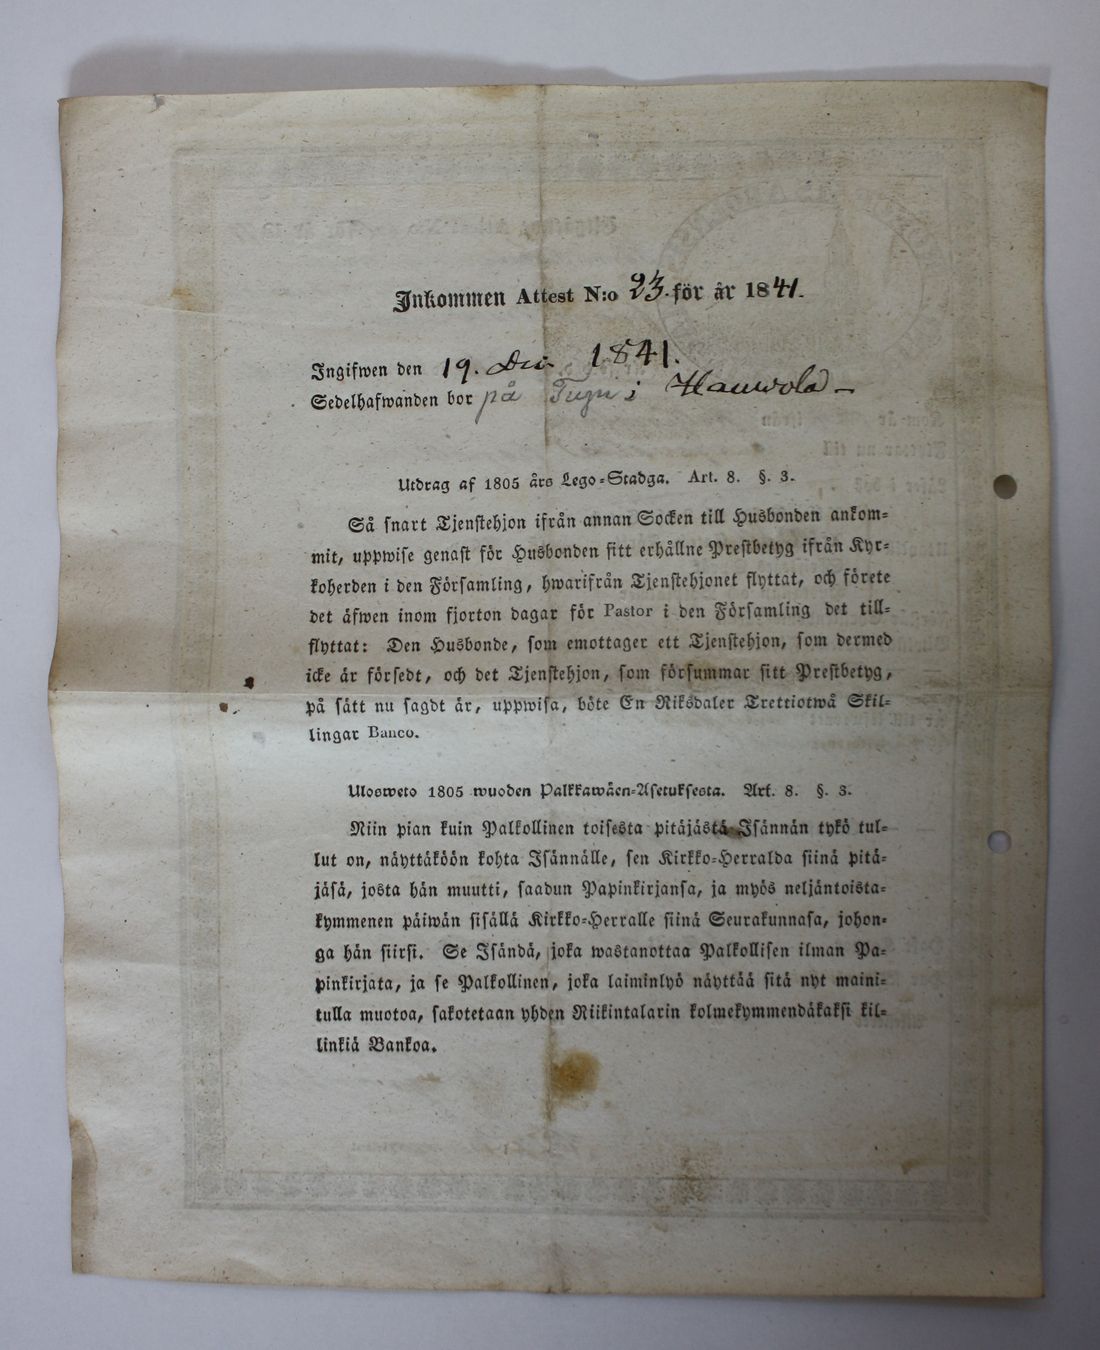 Inkommen Attest N:o 23. för år 1841.
Ingifwen den 19. Dec. 1841.
Sedelhafwanden bor på i
Utdrag af 1805 års Lego-Stadga. Art. 8. §. 3.
Så snart Tjenstehjon ifrån annan Socken till Husbonden ankom-
mit, uppwise genast för Husbonden sitt erhållne Prestbetyg ifrån Kyr-
koherden i den Församling, hwarifrån Tjenstehjonet flyttat, och förete
det äfwen inom fjorton dagar för Pastor i den Församling det till-
flyttat: Den Husbonde, som emottager ett Tjenstehjon, som dermed
icke är försedt, och det Tjenstehjon, som försummar sitt Prestbetyg,
på sätt nu sagdt är, uppwisa, böte En Riksdaler Trettiotwå Skil-
lingar Banco.
Ulosweto 1805 wuoden Palkkawäen-Asetuksesta. Art. 8. §. 3.
Niin pian kuin Palkollinen toisesta pitäjästä Isännän tykö tul-
lut on, näyttäköön kohta Isännälle, sen Kirkko-Herralda siinä pitä-
jäsä, josta hän muutti, saadun Papinkirjansa, ja myös neljäntoista-
kymmenen päiwän sisällä Kirkko-Herralle siinä Seurakunnasa, johon-
ga hän siirsi. Se Isändä, joka wastanottaa Palkollisen ilman Pa-
pinkirjata, ja se Palkollinen, joka laiminlyö näyttää sitä nyt maini-
tulla muotoa, sakotetaan yhden Riikintalarin kolmekymmendäkaksi kil-
linkiä Bankoa.